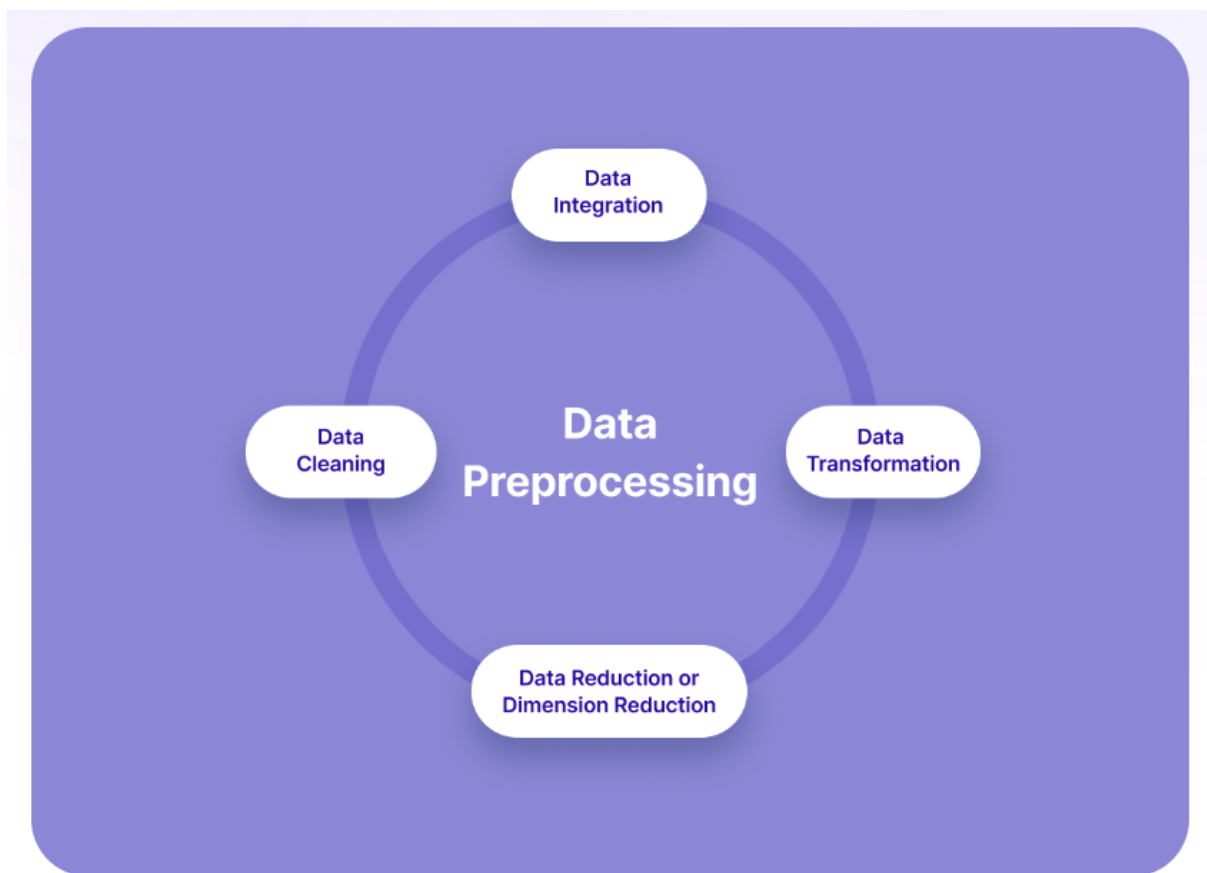 Data
Integration
Data
Cleaning
Data
Preprocessing
Data
Transformation
Data Reduction or
Dimension Reduction